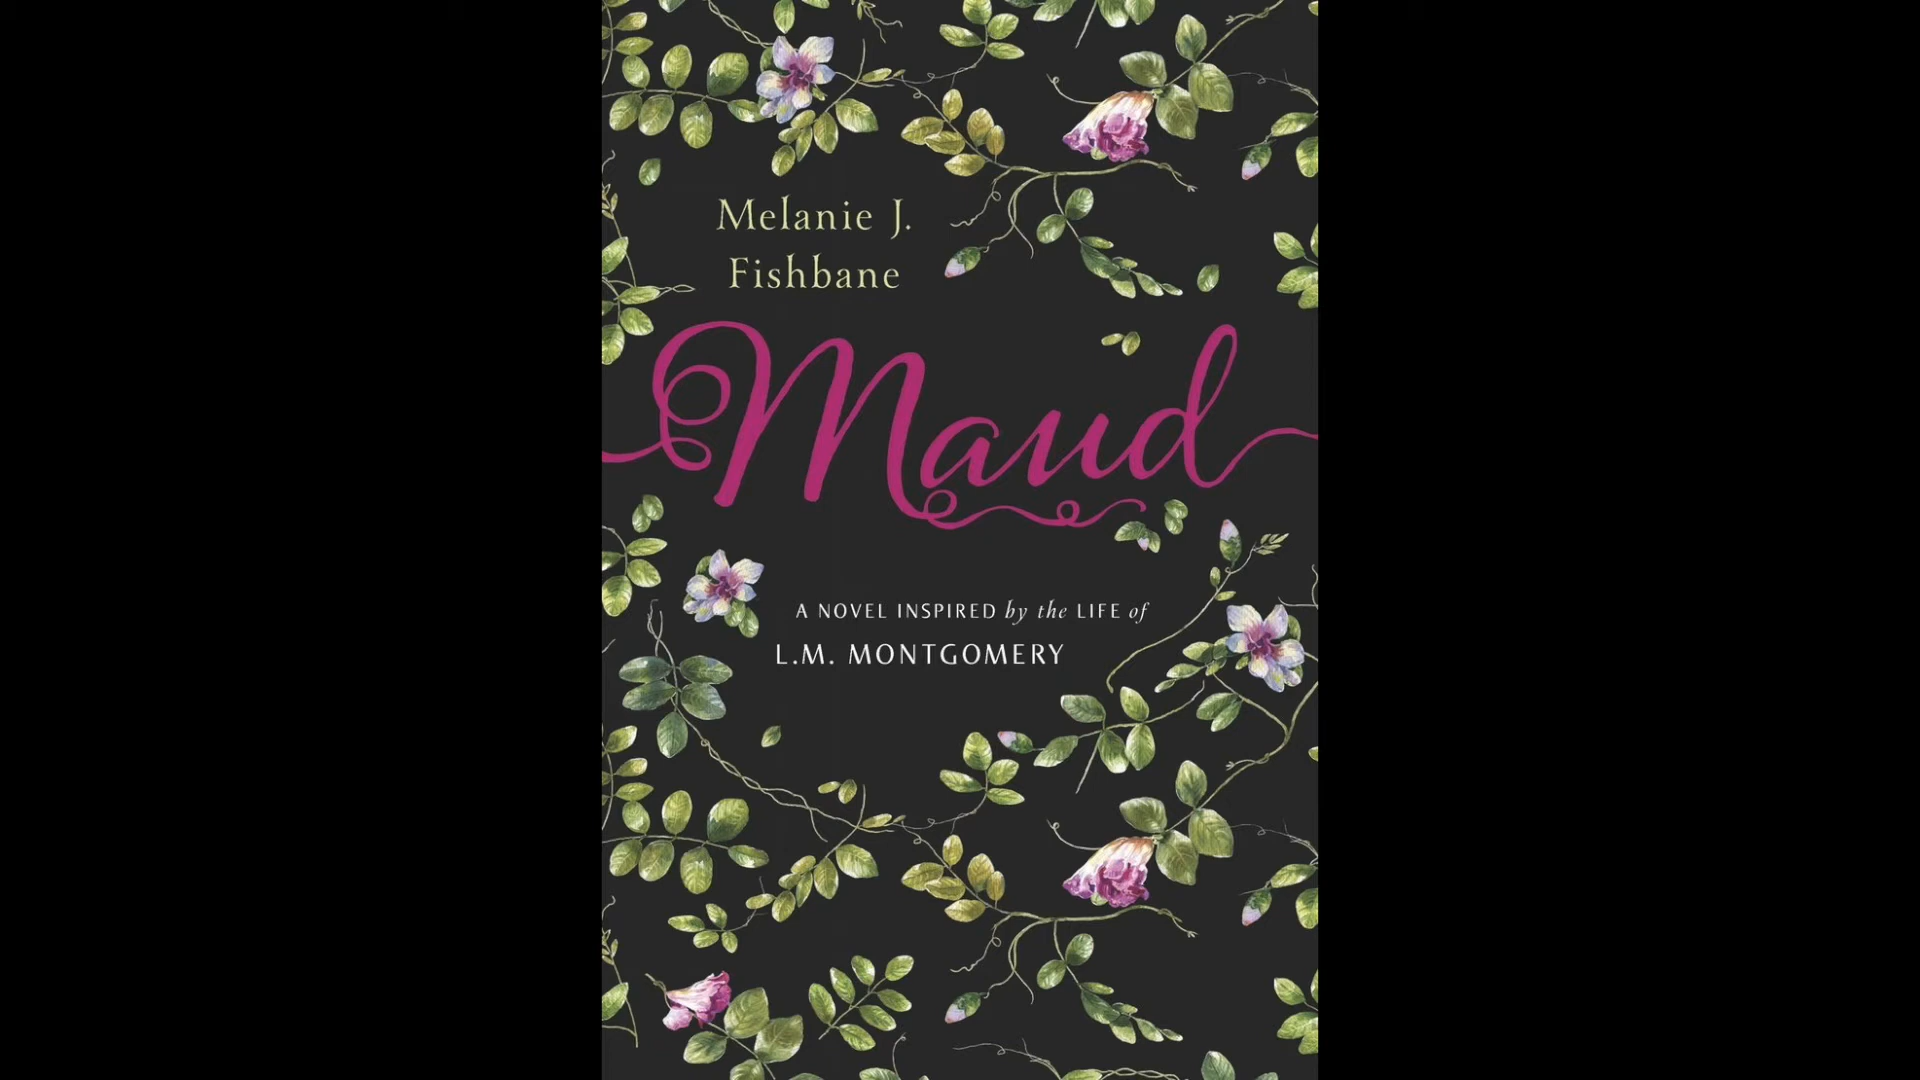 Melanie J.
Fishbane
Maud
A NOVEL INSPIRED by the LIFE of
L.M. MONTGOMERY